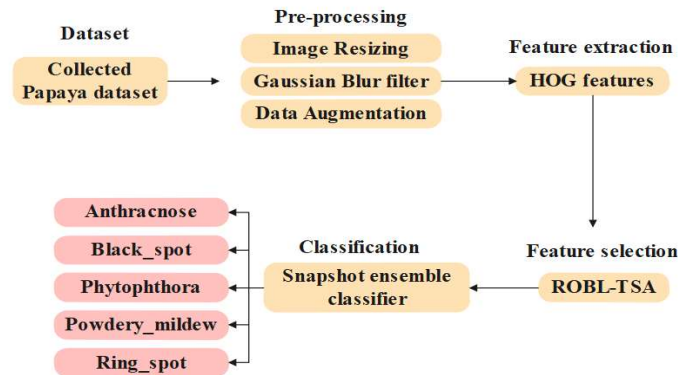 Dataset
Collected
Papaya dataset
Pre-processing
Image Resizing
Gaussian Blur filter
Data Augmentation
Feature extraction
HOG features
Feature selection
ROBL-TSA
Classification
Snapshot ensemble
classifier
Anthracnose
Black_spot
Phytophthora
Powdery_mildew
Ring_spot